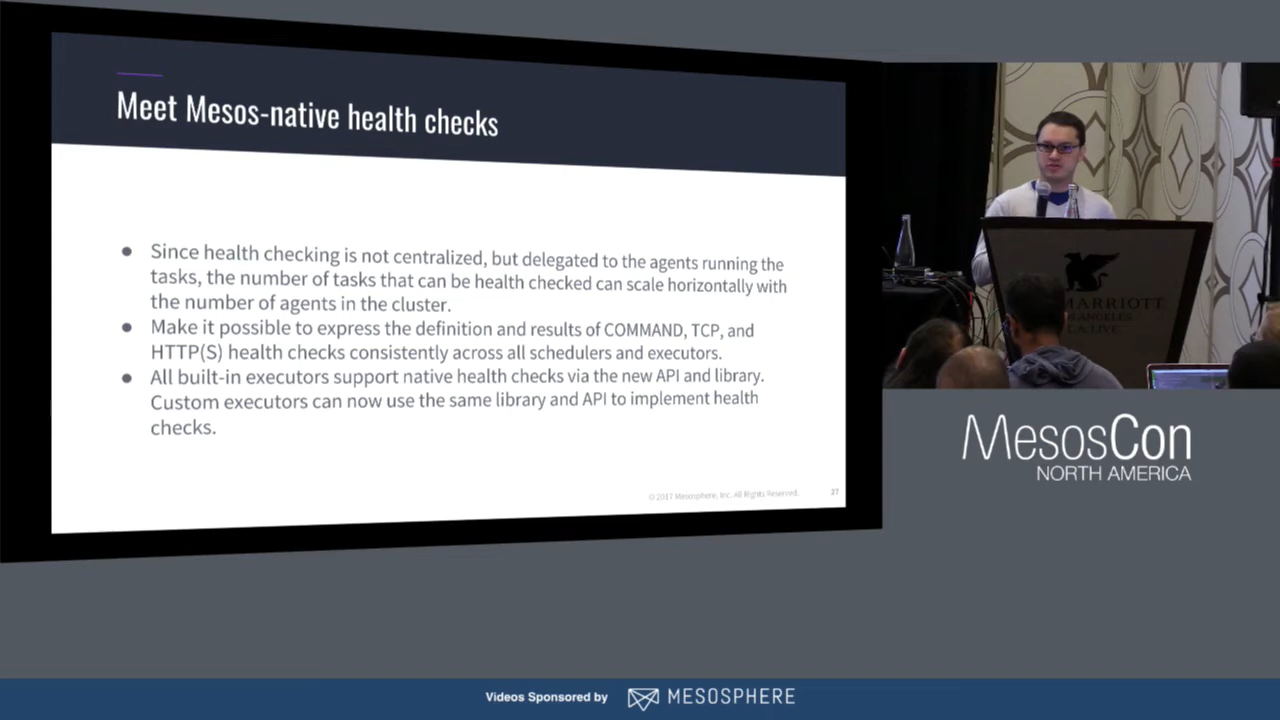 Meet Mesos-native health checks
● Since health checking is not centralized, but delegated to the agents running the
tasks, the number of tasks that can be health checked can scale horizontally with
the number of agents in the cluster.
● Make it possible to express the definition and results of COMMAND, TCP, and
HTTP(S) health checks consistently across all schedulers and executors.
● All built-in executors support native health checks via the new API and library.
Custom executors can now use the same library and API to implement health
checks.
© 2017 Mesosphere, Inc. All Rights Reserved.
27
MARRIOTT
L.A. LIVE
MesosCon
NORTH AMERICA
Videos Sponsored by
MESOSPHERE